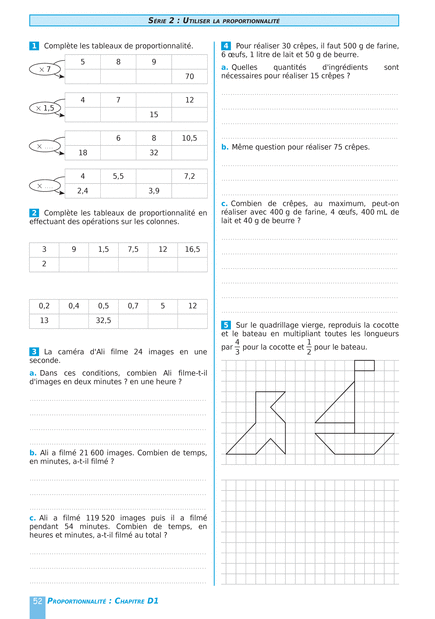 SÉRIE 2 : UTILISER LA PROPORTIONNALITÉ
1 Complète les tableaux de proportionnalité.
× 7
5 8 9
70
× 1,5
4 7 12
15
× ....
6 8 10,5
18 32
× ....
4 5,5 7,2
2,4 3,9
2 Complète les tableaux de proportionnalité en
effectuant des opérations sur les colonnes.
3 9 1,5 7,5 12 16,5
2
0,2 0,4 0,5 0,7 5 12
13 32,5
3 La caméra d'Ali filme 24 images en une
seconde.
a. Dans ces conditions, combien Ali filme-t-il
d'images en deux minutes ? en une heure ?
b. Ali a filmé 21 600 images. Combien de temps,
en minutes, a-t-il filmé ?
c. Ali a filmé 119 520 images puis il a filmé
pendant 54 minutes. Combien de temps, en
heures et minutes, a-t-il filmé au total ?
4 Pour réaliser 30 crêpes, il faut 500 g de farine,
6 œufs, 1 litre de lait et 50 g de beurre.
a. Quelles quantités d'ingrédients sont
nécessaires pour réaliser 15 crêpes ?
b. Même question pour réaliser 75 crêpes.
c. Combien de crêpes, au maximum, peut-on
réaliser avec 400 g de farine, 4 œufs, 400 mL de
lait et 40 g de beurre ?
5 Sur le quadrillage vierge, reproduis la cocotte
et le bateau en multipliant toutes les longueurs
par 4/3 pour la cocotte et 1/2 pour le bateau.
52 PROPORTIONNALITÉ : CHAPITRE D1